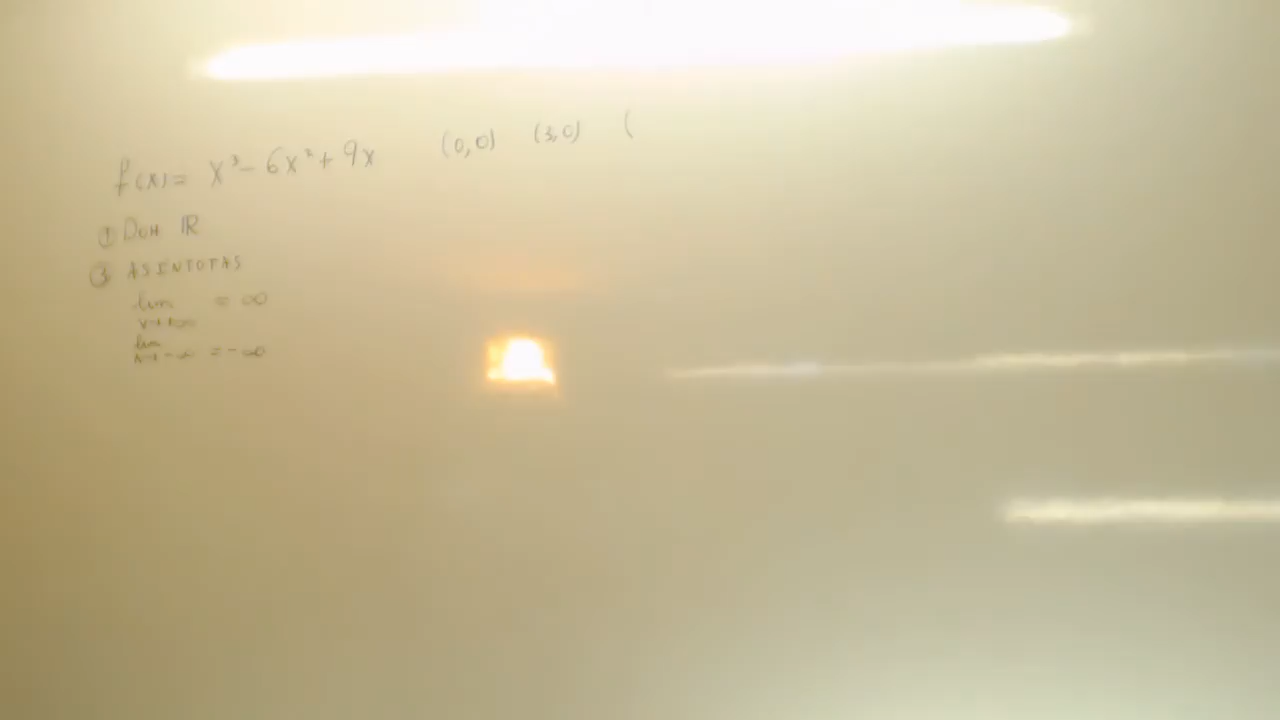 f(x) = x³ - 6x² + 9x (0,0) (3,0) (
① DOM ℝ
③ ASINTOTAS
lim = ∞
x→+∞
lim
x→-∞ = -∞